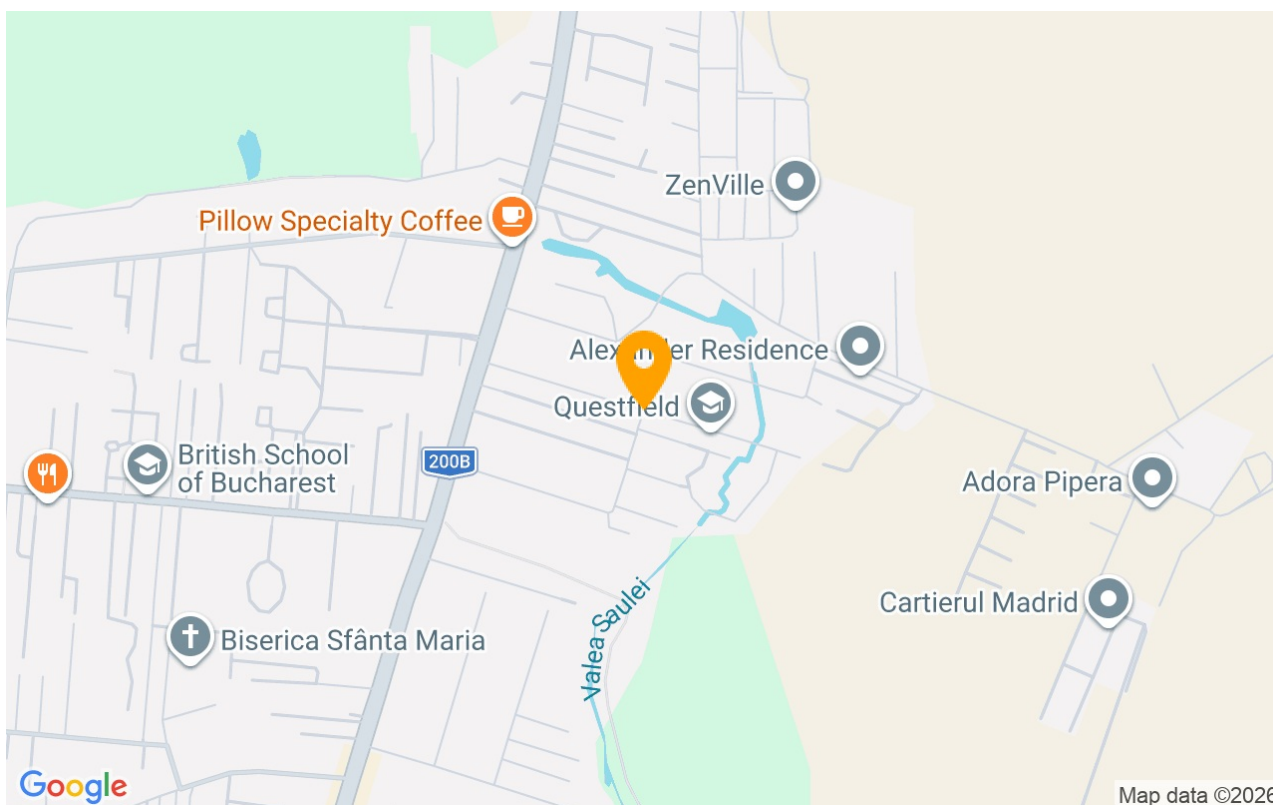 ZenVille
Pillow Specialty Coffee
Alexander Residence
Questfield
British School
of Bucharest
200B
Adora Pipera
Cartierul Madrid
Valea Saulei
Biserica Sfânta Maria
Google
Map data ©2026